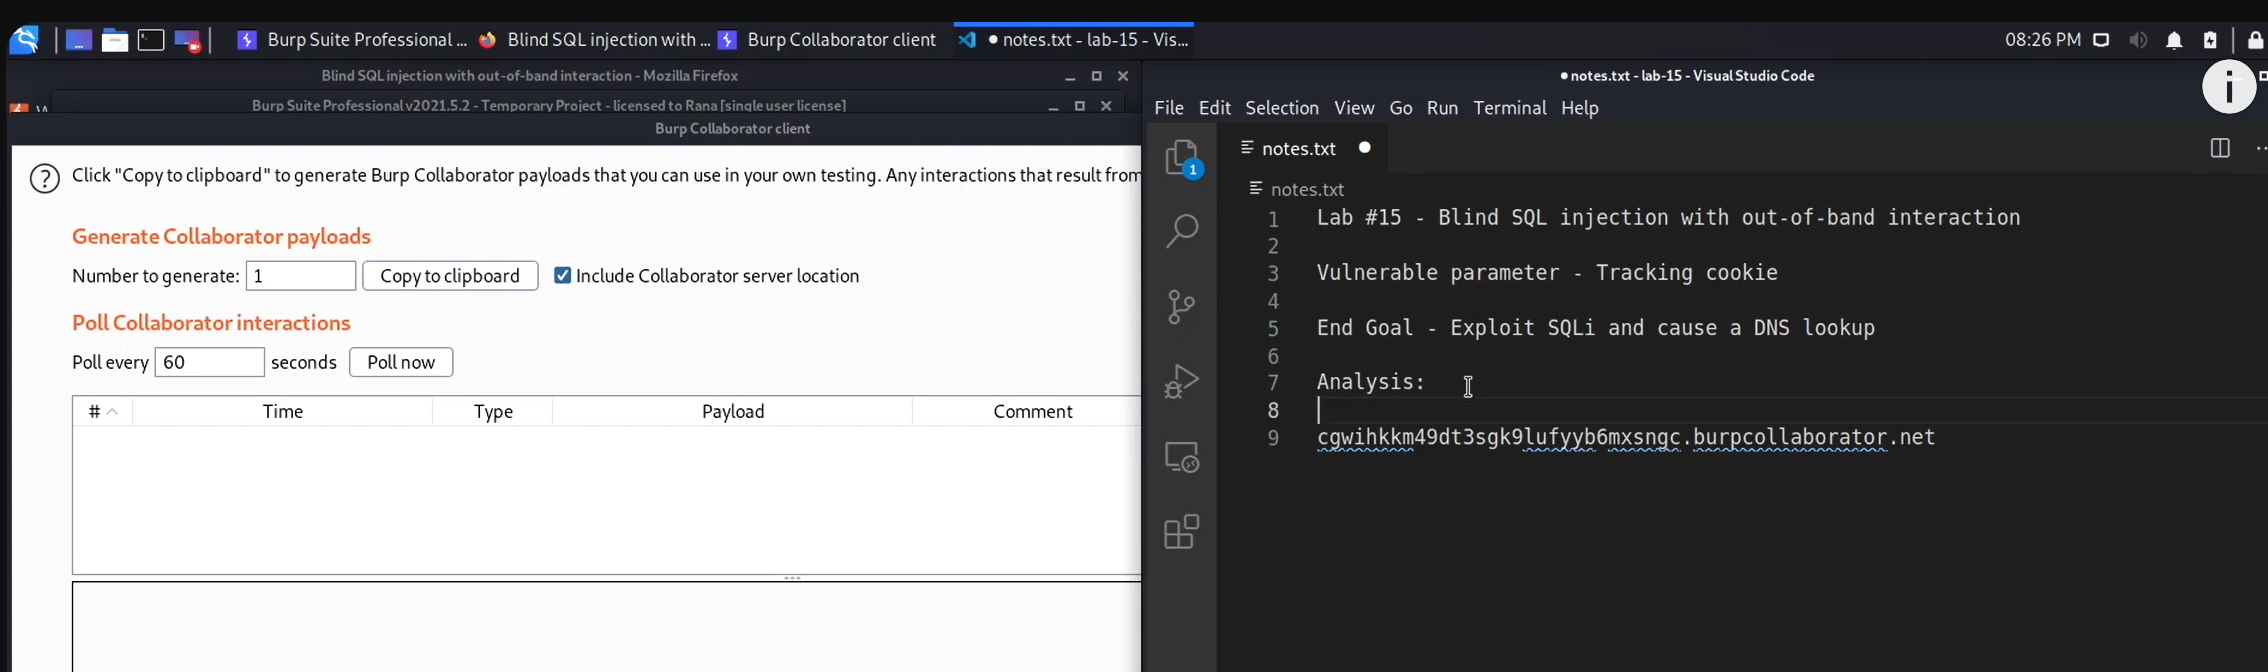 Burp Suite Professional ...
Blind SQL injection with ...
Burp Collaborator client
● notes.txt - lab-15 - Vis...
08:26 PM
Blind SQL injection with out-of-band interaction - Mozilla Firefox
Burp Suite Professional v2021.5.2 - Temporary Project - licensed to Rana [single user license]
Burp Collaborator client
Click "Copy to clipboard" to generate Burp Collaborator payloads that you can use in your own testing. Any interactions that result from
Generate Collaborator payloads
Number to generate: 1 Copy to clipboard Include Collaborator server location
Poll Collaborator interactions
Poll every 60 seconds Poll now
# Time Type Payload Comment
● notes.txt - lab-15 - Visual Studio Code
File Edit Selection View Go Run Terminal Help
notes.txt
1
notes.txt
1 Lab #15 - Blind SQL injection with out-of-band interaction
2
3 Vulnerable parameter - Tracking cookie
4
5 End Goal - Exploit SQLi and cause a DNS lookup
6
7 Analysis:
8
9 cgwihkkm49dt3sgk9lufyyb6mxsngc.burpcollaborator.net